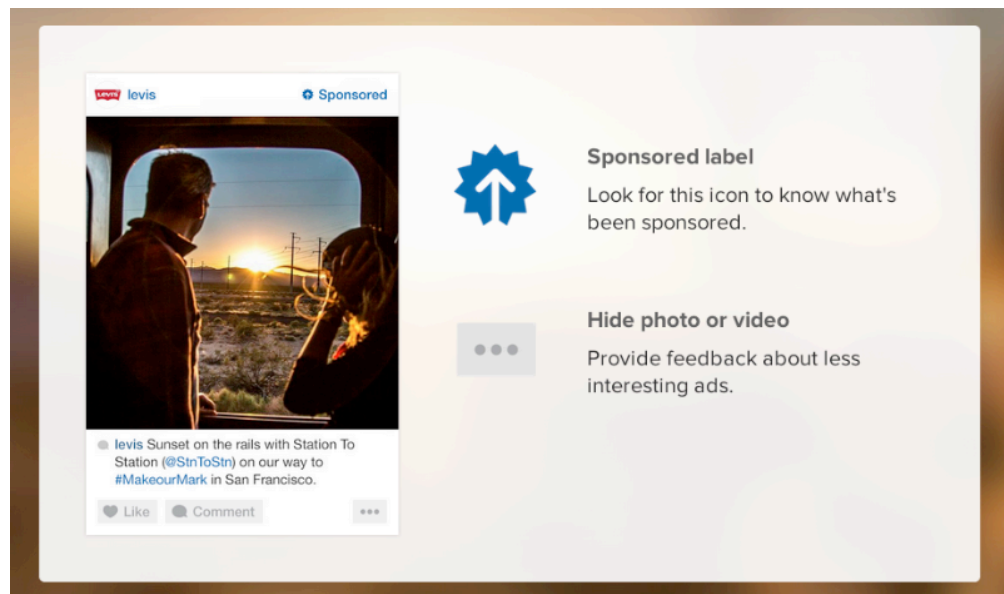 LEVI'S
levis
Sponsored
levis Sunset on the rails with Station To
Station (@StnToStn) on our way to
#MakeourMark in San Francisco.
Like
Comment
Sponsored label
Look for this icon to know what's
been sponsored.
Hide photo or video
Provide feedback about less
interesting ads.